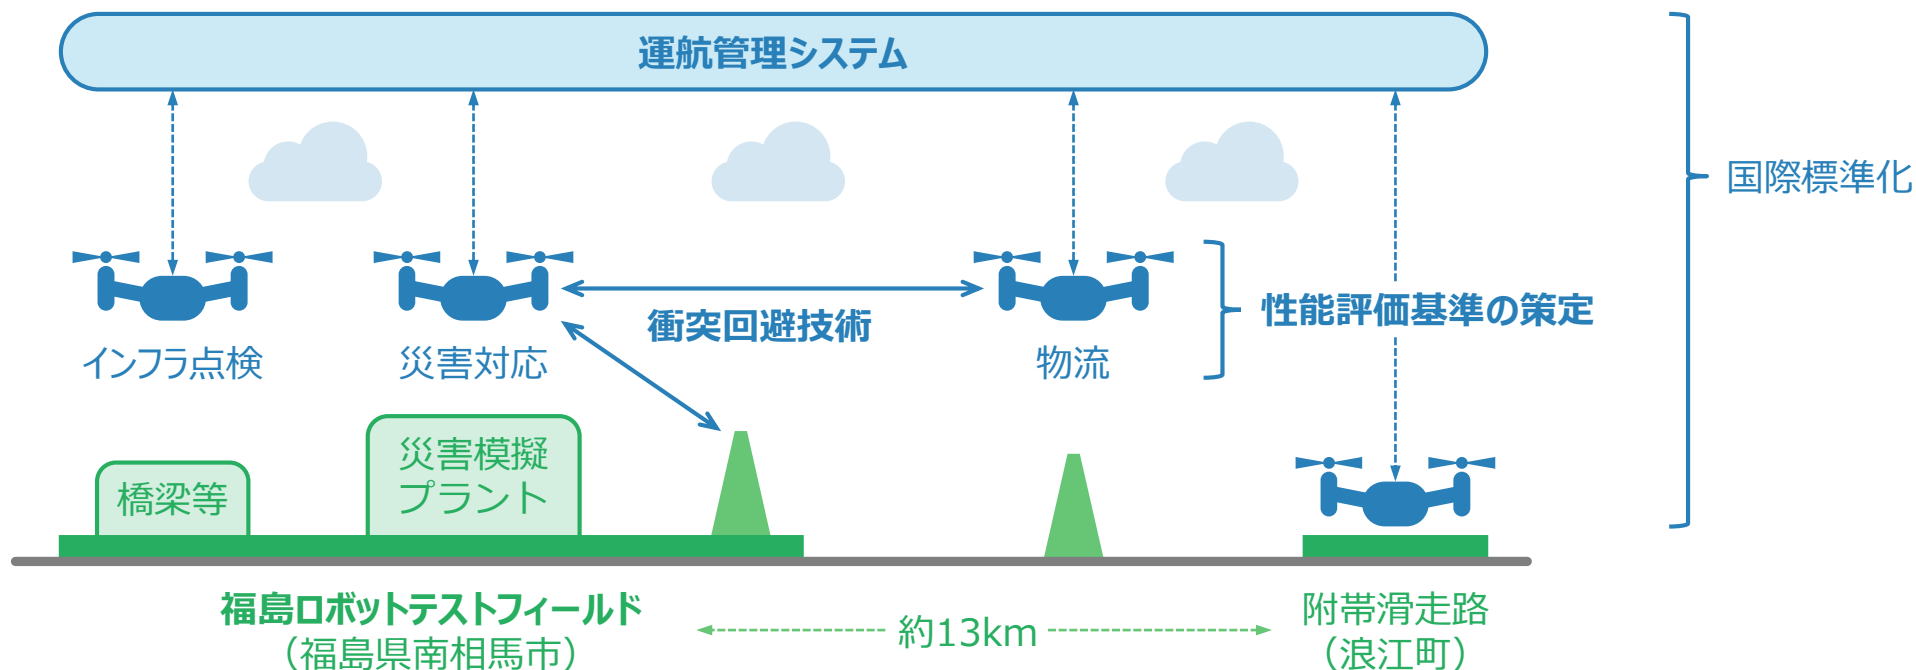 運航管理システム
国際標準化
衝突回避技術
性能評価基準の策定
インフラ点検
災害対応
物流
橋梁等
災害模擬
プラント
福島ロボットテストフィールド
（福島県南相馬市）
約13km
附帯滑走路
（浪江町）